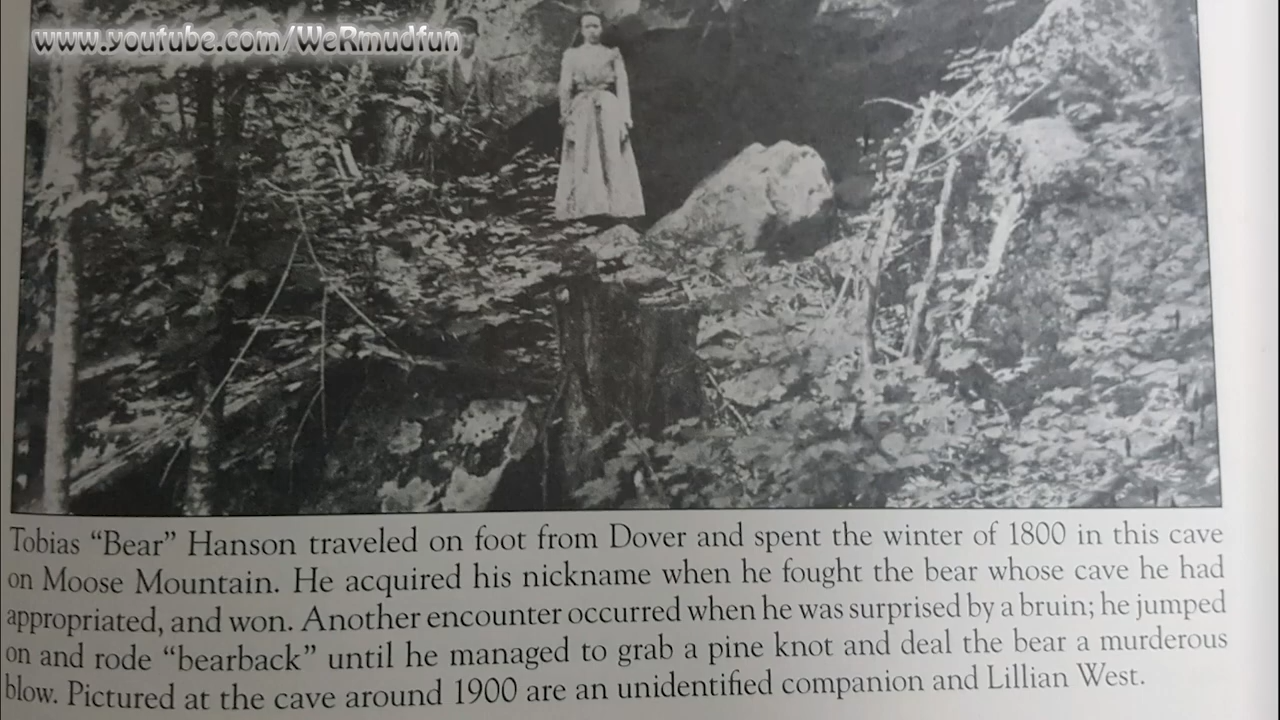 www.youtube.com/WeRmudfun
Tobias “Bear” Hanson traveled on foot from Dover and spent the winter of 1800 in this cave
on Moose Mountain. He acquired his nickname when he fought the bear whose cave he had
appropriated, and won. Another encounter occurred when he was surprised by a bruin; he jumped
on and rode “bearback” until he managed to grab a pine knot and deal the bear a murderous
blow. Pictured at the cave around 1900 are an unidentified companion and Lillian West.